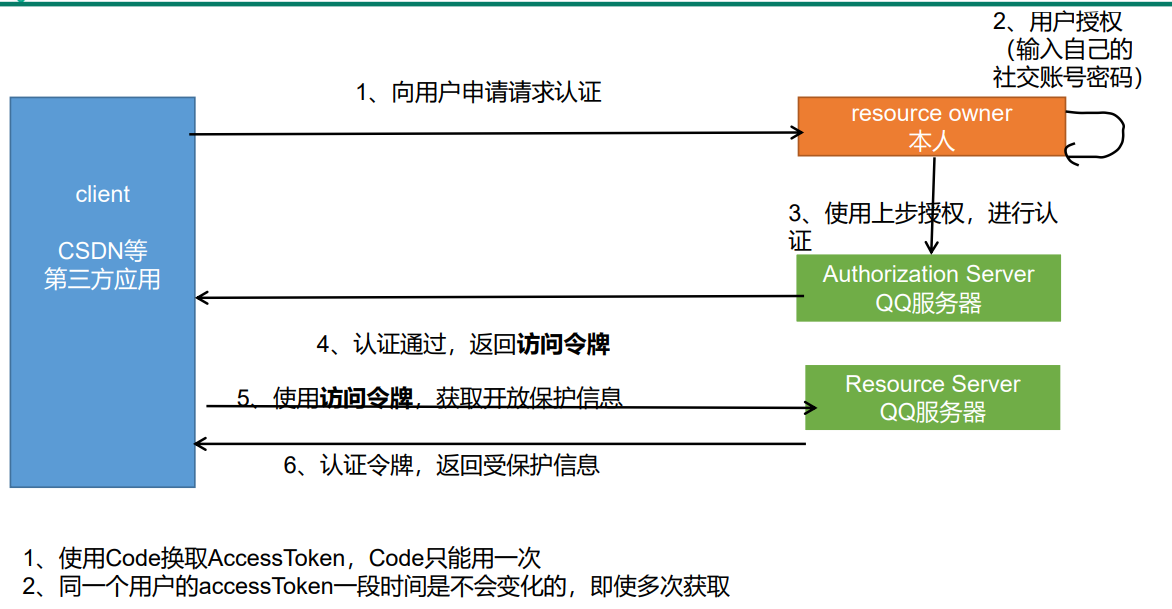 2、用户授权
（输入自己的
社交账号密码）
1、向用户申请请求认证
resource owner
本人
client
CSDN等
第三方应用
3、使用上步授权，进行认
证
Authorization Server
QQ服务器
4、认证通过，返回访问令牌
Resource Server
QQ服务器
5、使用访问令牌，获取开放保护信息
6、认证令牌，返回受保护信息
1、使用Code换取AccessToken，Code只能用一次
2、同一个用户的accessToken一段时间是不会变化的，即使多次获取